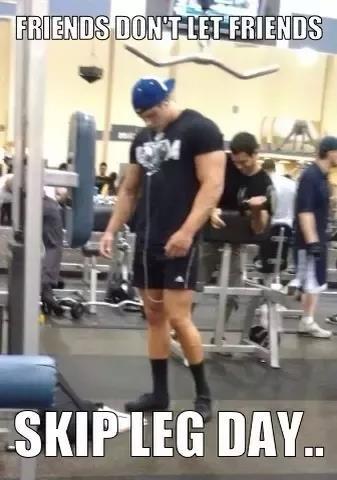 FRIENDS DON'T LET FRIENDS
SKIP LEG DAY..